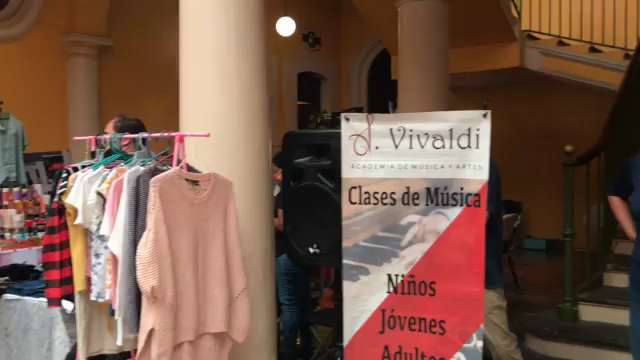 J. Vivaldi
ACADEMIA DE MÚSICA Y ARTES
Clases de Música
Niños
Jóvenes
Adultos